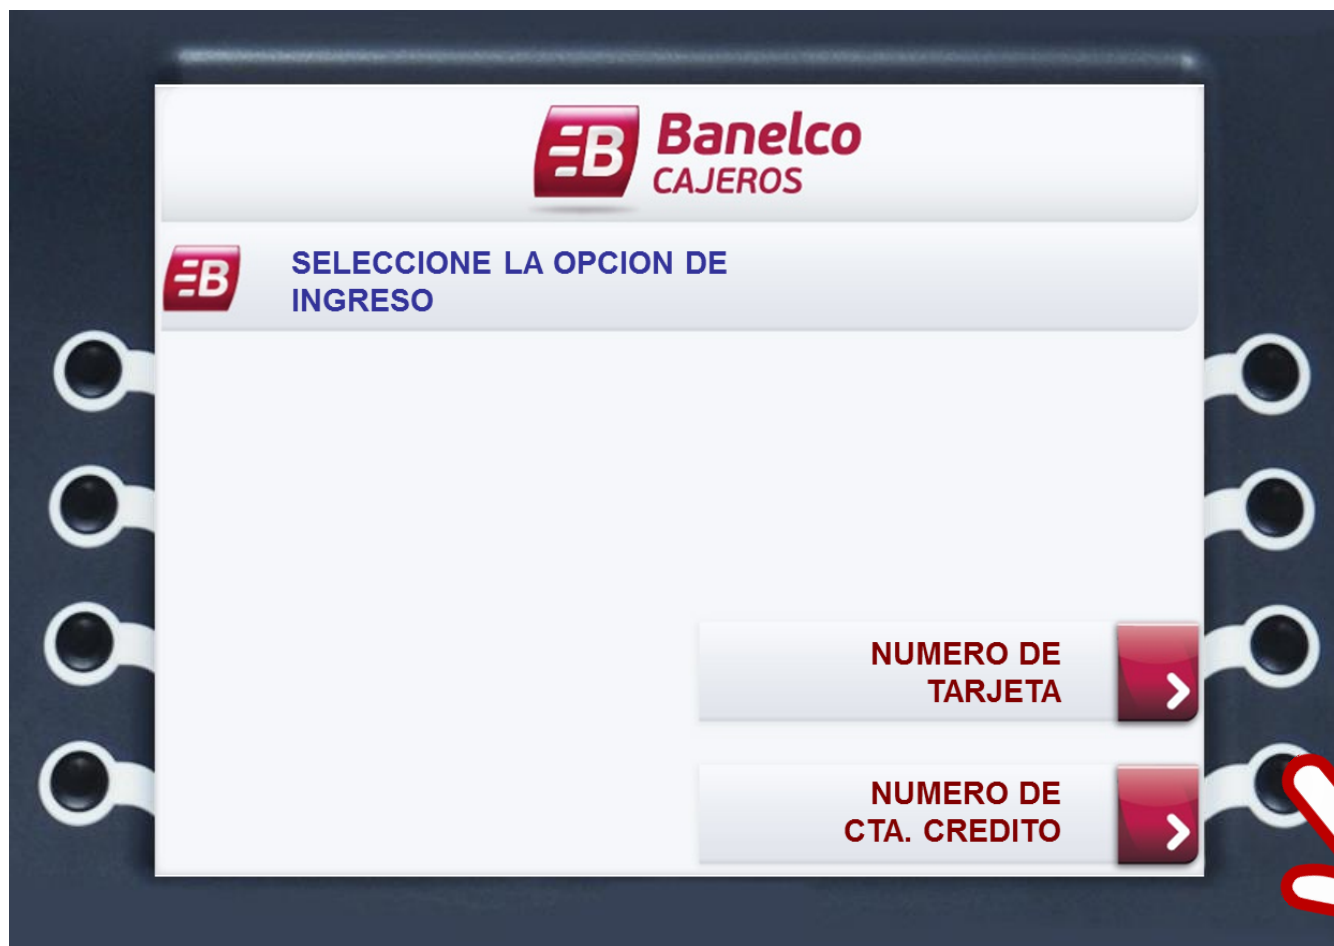 Banelco
CAJEROS
SELECCIONE LA OPCION DE
INGRESO
NUMERO DE
TARJETA
NUMERO DE
CTA. CREDITO